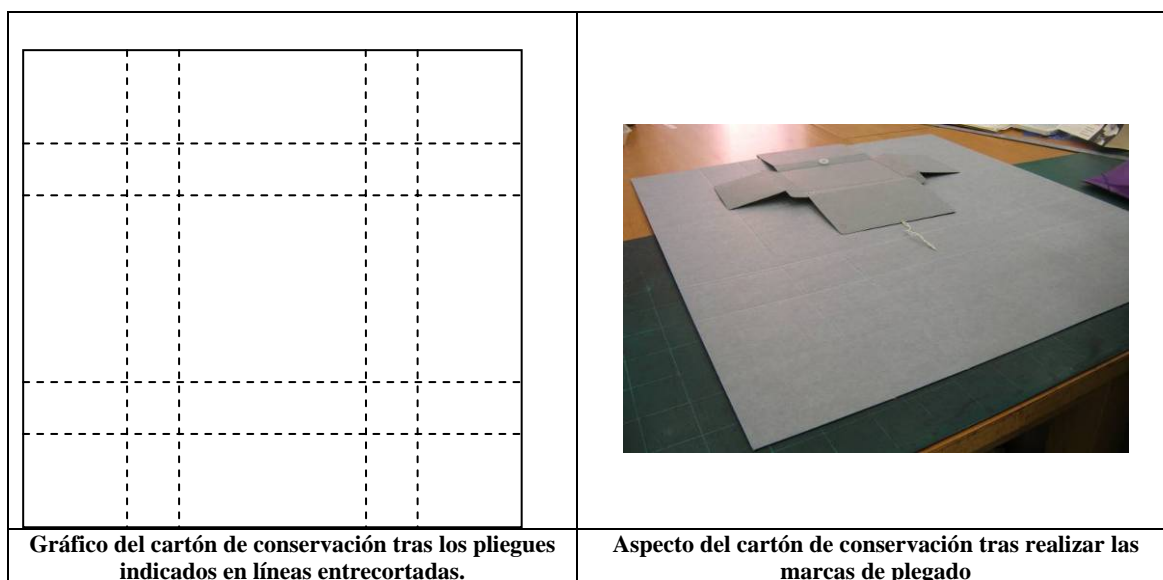 Gráfico del cartón de conservación tras los pliegues
indicados en líneas entrecortadas.
Aspecto del cartón de conservación tras realizar las
marcas de plegado